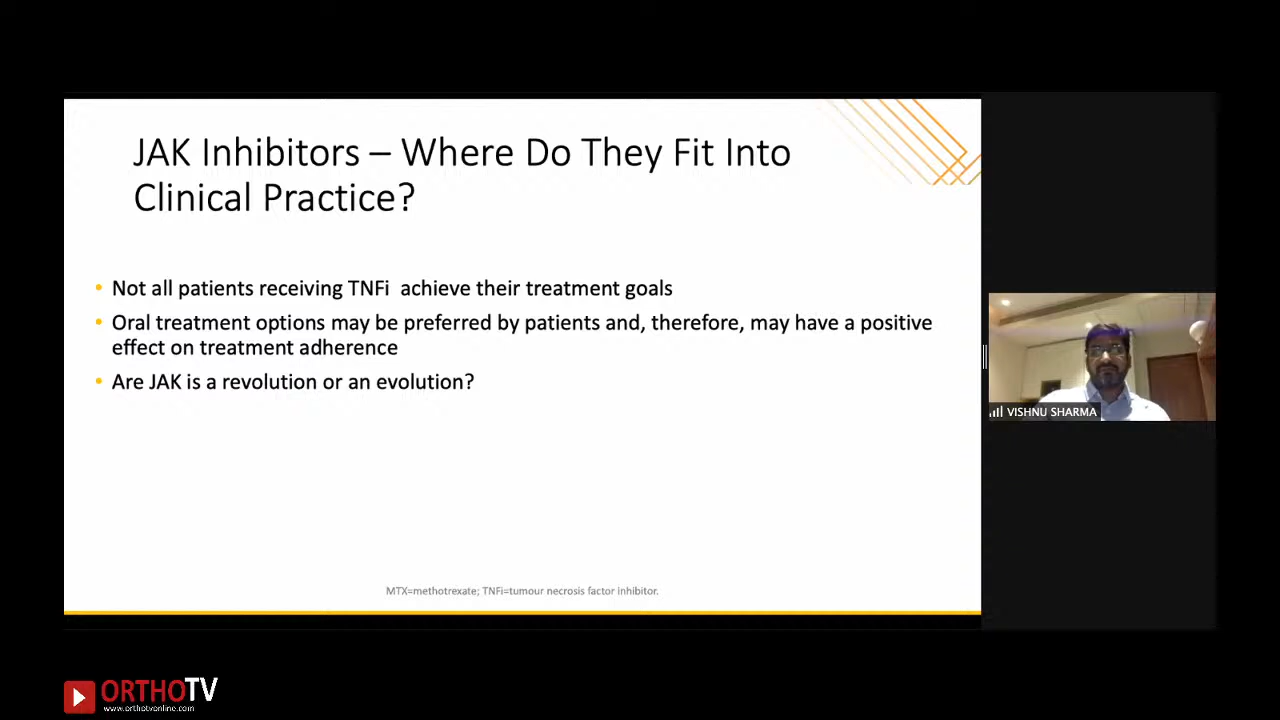 JAK Inhibitors – Where Do They Fit Into
Clinical Practice?
• Not all patients receiving TNFi achieve their treatment goals
• Oral treatment options may be preferred by patients and, therefore, may have a positive
effect on treatment adherence
• Are JAK is a revolution or an evolution?
MTX=methotrexate; TNFi=tumour necrosis factor inhibitor.
VISHNU SHARMA
ORTHOTV
www.orthotvonline.com